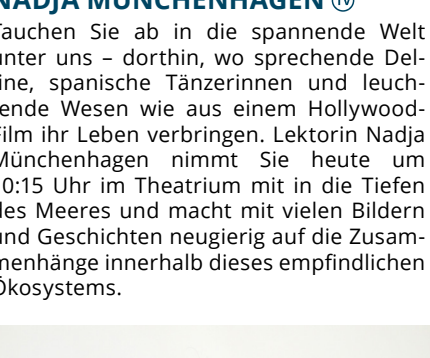 NADJA MÜNCHENHAGEN TV
Tauchen Sie ab in die spannende Welt
unter uns – dorthin, wo sprechende Del-
fine, spanische Tänzerinnen und leuch-
tende Wesen wie aus einem Hollywood-
Film ihr Leben verbringen. Lektorin Nadja
Münchenhagen nimmt Sie heute um
0:15 Uhr im Theatrium mit in die Tiefen
des Meeres und macht mit vielen Bildern
und Geschichten neugierig auf die Zusam-
menhänge innerhalb dieses empfindlichen
Ökosystems.